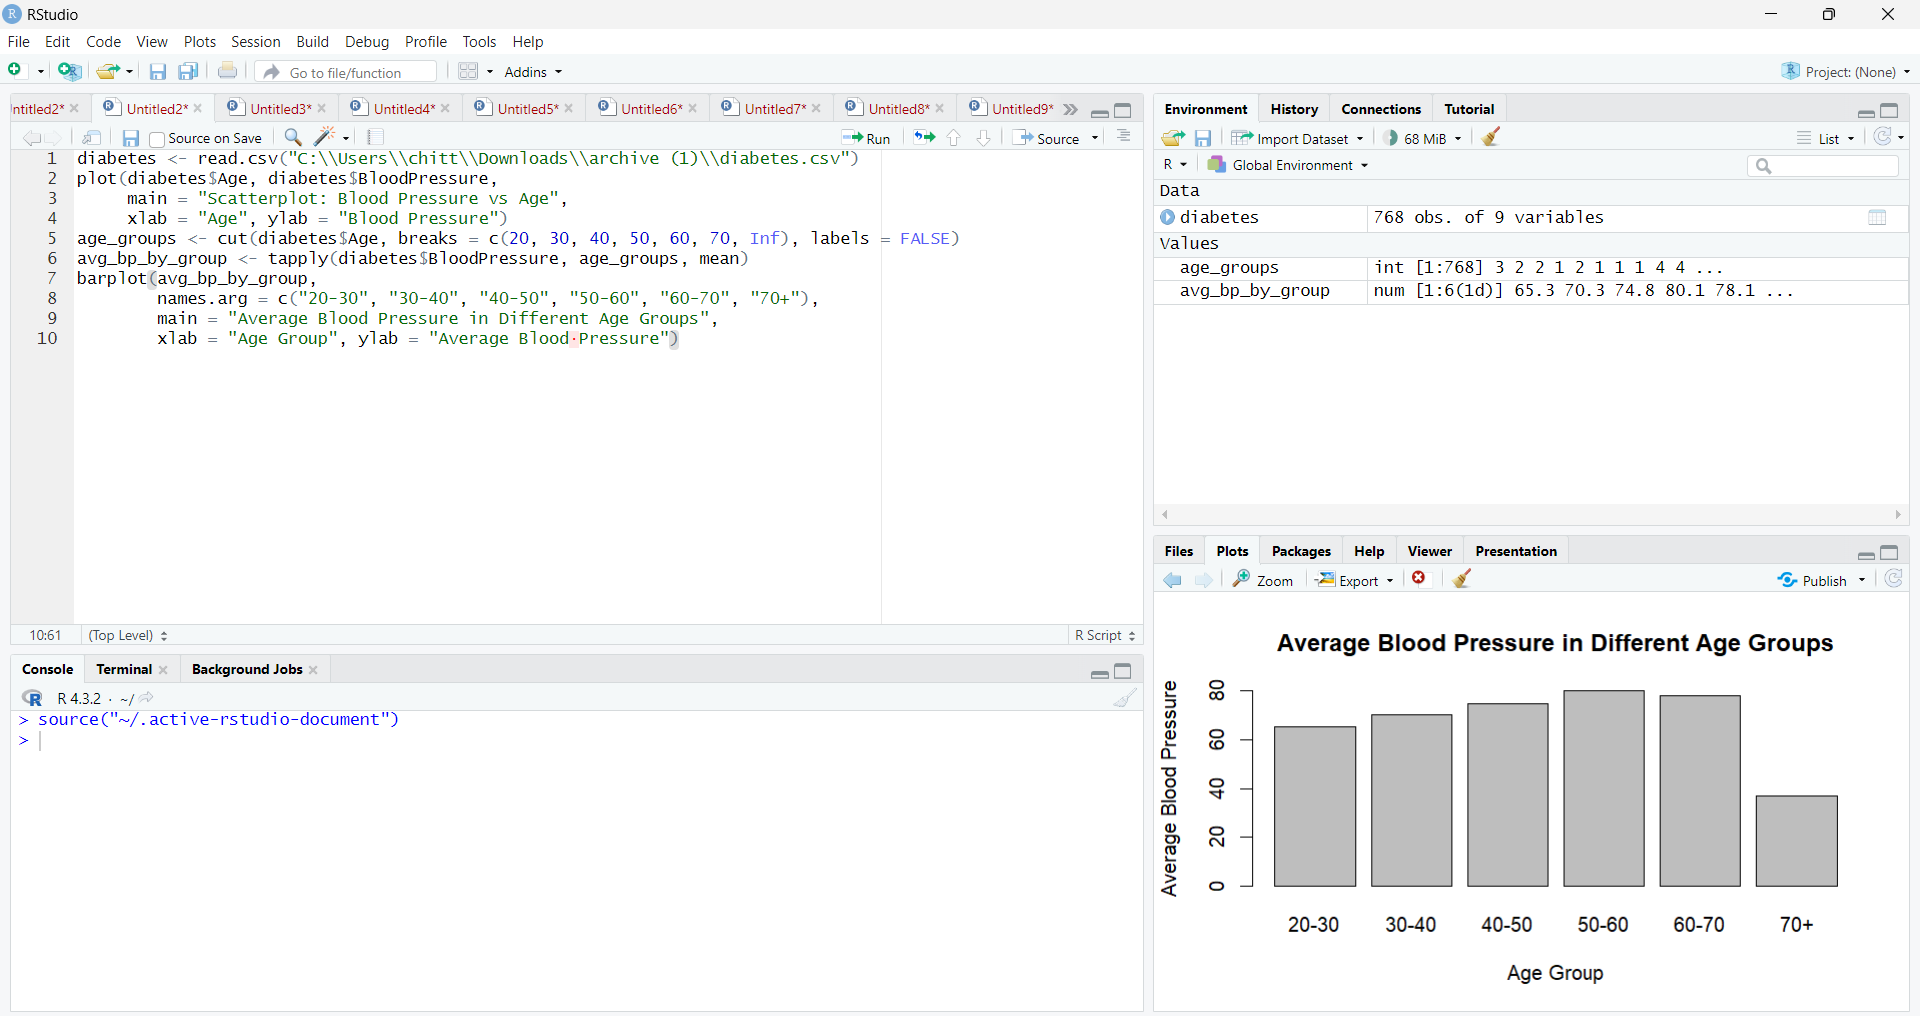 RStudio
File Edit Code View Plots Session Build Debug Profile Tools Help
Go to file/function Addins Project: (None)
ntitled2* Untitled2* Untitled3* Untitled4* Untitled5* Untitled6* Untitled7* Untitled8* Untitled9*
Source on Save Run Source
1 diabetes <- read.csv("C:\\Users\\chitt\\Downloads\\archive (1)\\diabetes.csv")
2 plot(diabetes$Age, diabetes$BloodPressure,
3 main = "Scatterplot: Blood Pressure vs Age",
4 xlab = "Age", ylab = "Blood Pressure")
5 age_groups <- cut(diabetes$Age, breaks = c(20, 30, 40, 50, 60, 70, Inf), labels = FALSE)
6 avg_bp_by_group <- tapply(diabetes$BloodPressure, age_groups, mean)
7 barplot(avg_bp_by_group,
8 names.arg = c("20-30", "30-40", "40-50", "50-60", "60-70", "70+"),
9 main = "Average Blood Pressure in Different Age Groups",
10 xlab = "Age Group", ylab = "Average Blood Pressure")
10:61 (Top Level) R Script
Console Terminal Background Jobs
R R 4.3.2 · ~/
> source("~/.active-rstudio-document")
>
Environment History Connections Tutorial
Import Dataset 68 MiB List
R Global Environment
Data
diabetes 768 obs. of 9 variables
Values
age_groups int [1:768] 3 2 2 1 2 1 1 1 4 4 ...
avg_bp_by_group num [1:6(1d)] 65.3 70.3 74.8 80.1 78.1 ...
Files Plots Packages Help Viewer Presentation
Zoom Export Publish
Average Blood Pressure in Different Age Groups
Average Blood Pressure
80
60
40
20
0
20-30 30-40 40-50 50-60 60-70 70+
Age Group